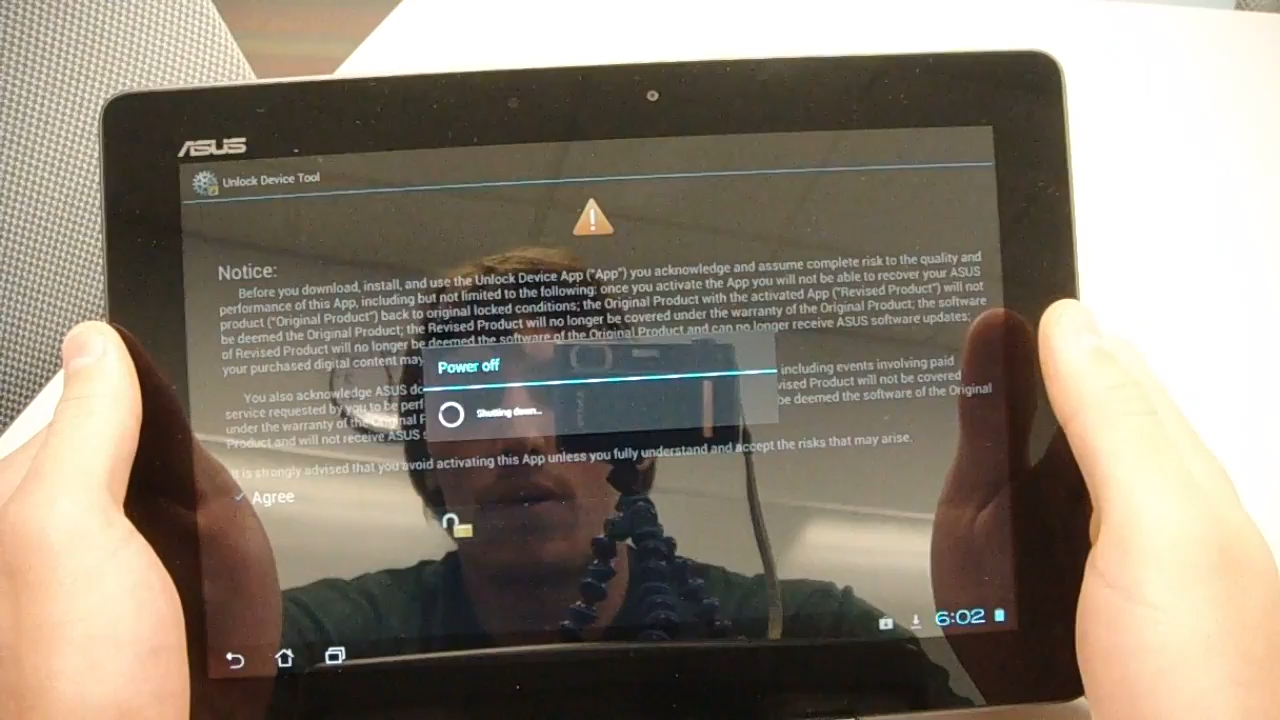 ASUS
Unlock Device Tool
Notice:
Before you download, install, and use the Unlock Device App ("App") you acknowledge and assume complete risk to the quality and
performance of this App, including but not limited to the following: once you activate the App you will not be able to recover your ASUS
product ("Original Product") back to original locked conditions; the Original Product with the activated App ("Revised Product") will not
be deemed the Original Product; the Revised Product will no longer be covered under the warranty of the Original Product; the software
of Revised Product will no longer be deemed the software of the Original Product and can no longer receive ASUS software updates;
your purchased digital content may
Power off
Shutting down...
You also acknowledge ASUS including events involving paid
service requested by you to be vised Product will not be covered
under the warranty of the be deemed the software of the Original
Product and will not receive ASUS
It is strongly advised that you avoid activating this App unless you fully understand and accept the risks that may arise.
Agree
6:02